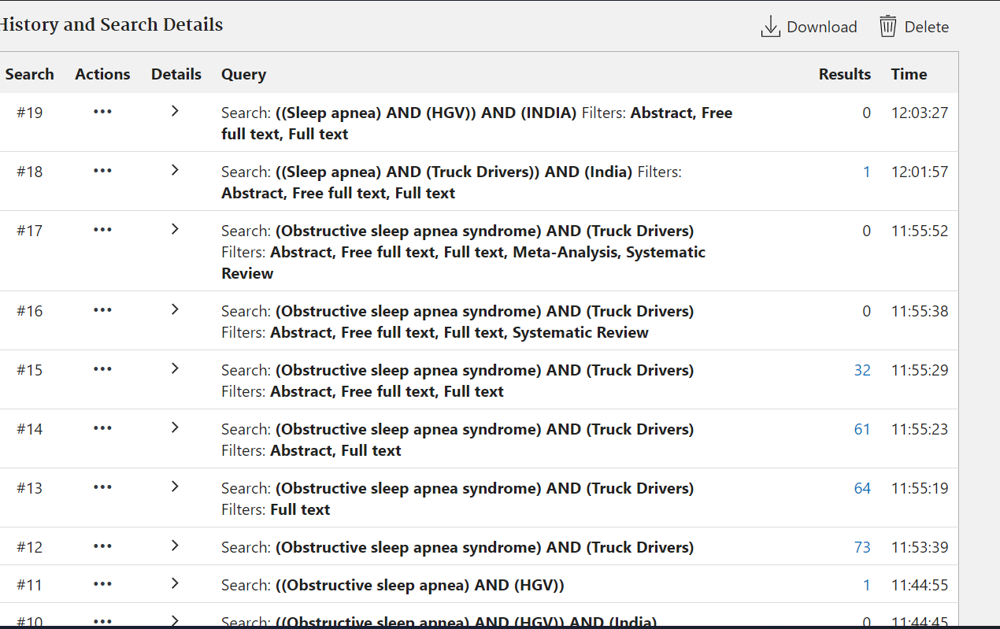 History and Search Details
Download Delete
Search Actions Details Query Results Time
#19 ••• Search: ((Sleep apnea) AND (HGV)) AND (INDIA) Filters: Abstract, Free 0 12:03:27
full text, Full text
#18 ••• Search: ((Sleep apnea) AND (Truck Drivers)) AND (India) Filters: 1 12:01:57
Abstract, Free full text, Full text
#17 ••• Search: (Obstructive sleep apnea syndrome) AND (Truck Drivers) 0 11:55:52
Filters: Abstract, Free full text, Full text, Meta-Analysis, Systematic
Review
#16 ••• Search: (Obstructive sleep apnea syndrome) AND (Truck Drivers) 0 11:55:38
Filters: Abstract, Free full text, Full text, Systematic Review
#15 ••• Search: (Obstructive sleep apnea syndrome) AND (Truck Drivers) 32 11:55:29
Filters: Abstract, Free full text, Full text
#14 ••• Search: (Obstructive sleep apnea syndrome) AND (Truck Drivers) 61 11:55:23
Filters: Abstract, Full text
#13 ••• Search: (Obstructive sleep apnea syndrome) AND (Truck Drivers) 64 11:55:19
Filters: Full text
#12 ••• Search: (Obstructive sleep apnea syndrome) AND (Truck Drivers) 73 11:53:39
#11 ••• Search: ((Obstructive sleep apnea) AND (HGV)) 1 11:44:55
#10 ••• Search: ((Obstructive sleep apnea) AND (HGV)) AND (India) 0 11:44:45